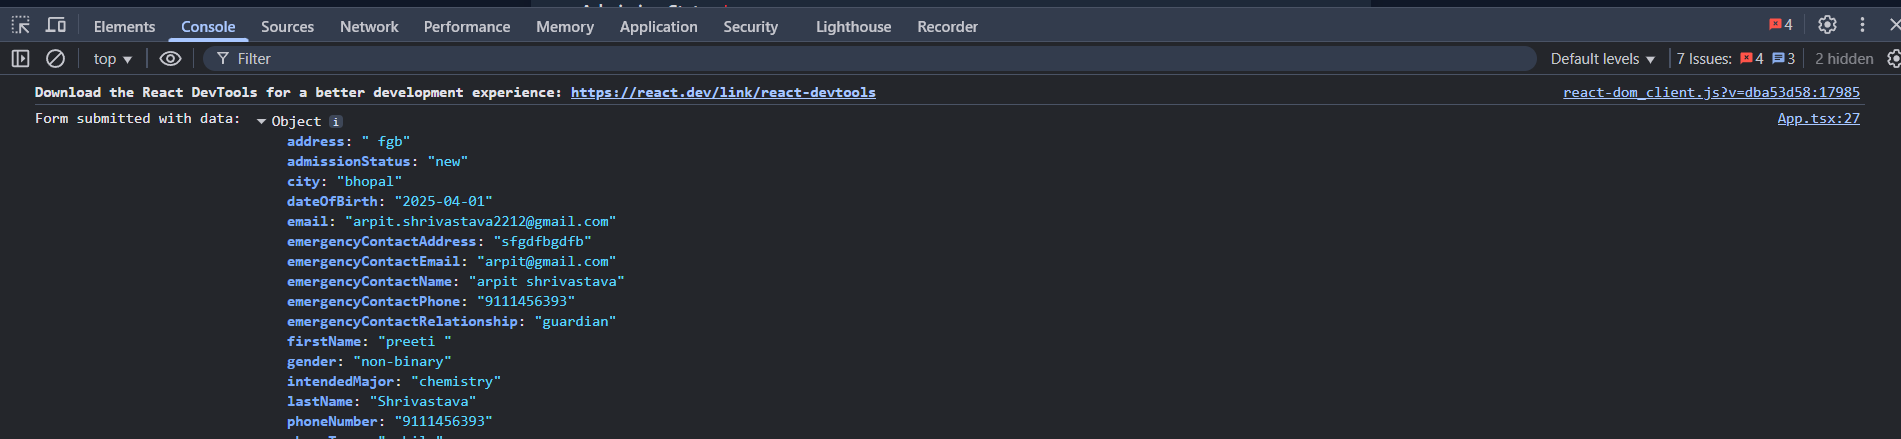 Elements Console Sources Network Performance Memory Application Security Lighthouse Recorder 4
top Filter Default levels 7 Issues: 4 3 2 hidden
Download the React DevTools for a better development experience: https://react.dev/link/react-devtools react-dom_client.js?v=dba53d58:17985
Form submitted with data: Object i App.tsx:27
address: " fgb"
admissionStatus: "new"
city: "bhopal"
dateOfBirth: "2025-04-01"
email: "arpit.shrivastava2212@gmail.com"
emergencyContactAddress: "sfgdfbgdfb"
emergencyContactEmail: "arpit@gmail.com"
emergencyContactName: "arpit shrivastava"
emergencyContactPhone: "9111456393"
emergencyContactRelationship: "guardian"
firstName: "preeti "
gender: "non-binary"
intendedMajor: "chemistry"
lastName: "Shrivastava"
phoneNumber: "9111456393"